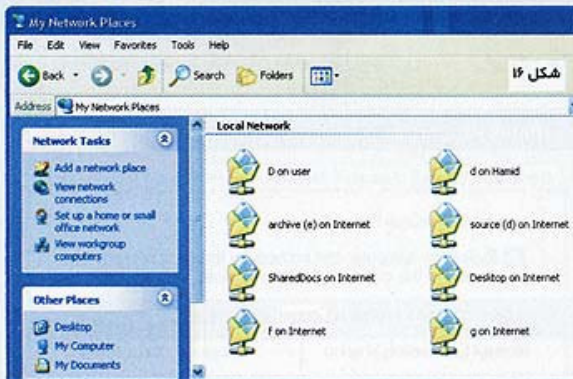 My Network Places
File Edit View Favorites Tools Help
Back Search Folders
شکل ۱۶
Address My Network Places
Network Tasks
Add a network place
View network
connections
Set up a home or small
office network
View workgroup
computers
Other Places
Desktop
My Computer
My Documents
Local Network
D on user
d on Hamid
archive (e) on Internet
source (d) on Internet
SharedDocs on Internet
Desktop on Internet
f on Internet
g on Internet